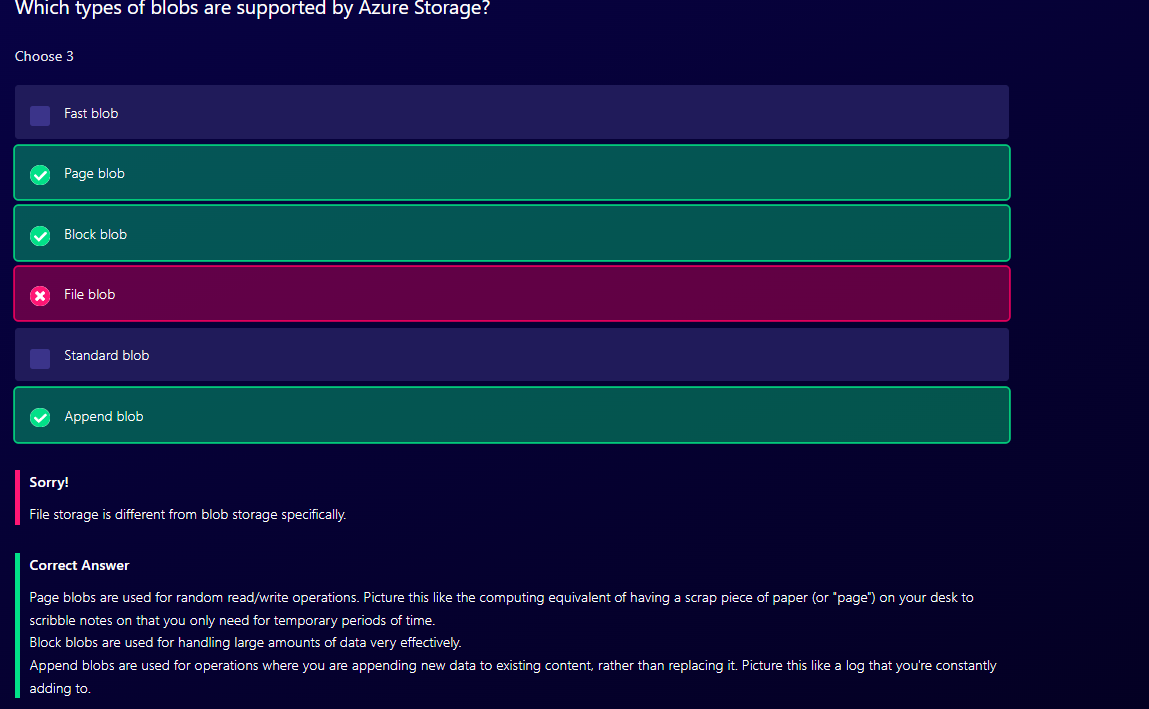 Which types of blobs are supported by Azure Storage?
Choose 3
Fast blob
Page blob
Block blob
File blob
Standard blob
Append blob
Sorry!
File storage is different from blob storage specifically.
Correct Answer
Page blobs are used for random read/write operations. Picture this like the computing equivalent of having a scrap piece of paper (or "page") on your desk to
scribble notes on that you only need for temporary periods of time.
Block blobs are used for handling large amounts of data very effectively.
Append blobs are used for operations where you are appending new data to existing content, rather than replacing it. Picture this like a log that you're constantly
adding to.